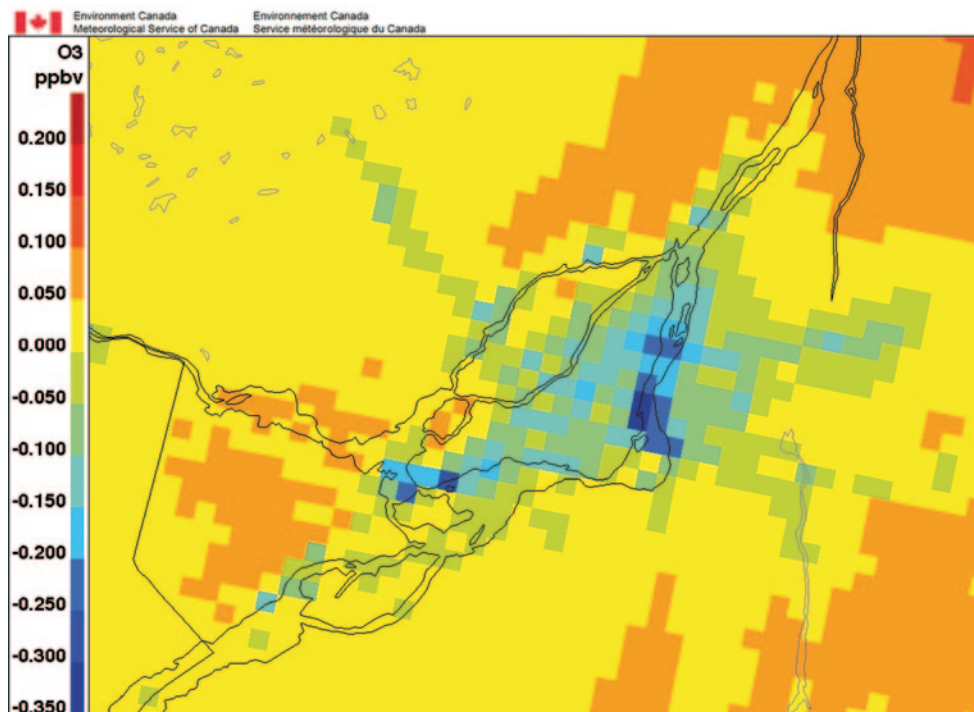 Environment Canada
Meteorological Service of Canada
Environnement Canada
Service météorologique du Canada
O3
ppbv
0.200
0.150
0.100
0.050
0.000
-0.050
-0.100
-0.150
-0.200
-0.250
-0.300
-0.350